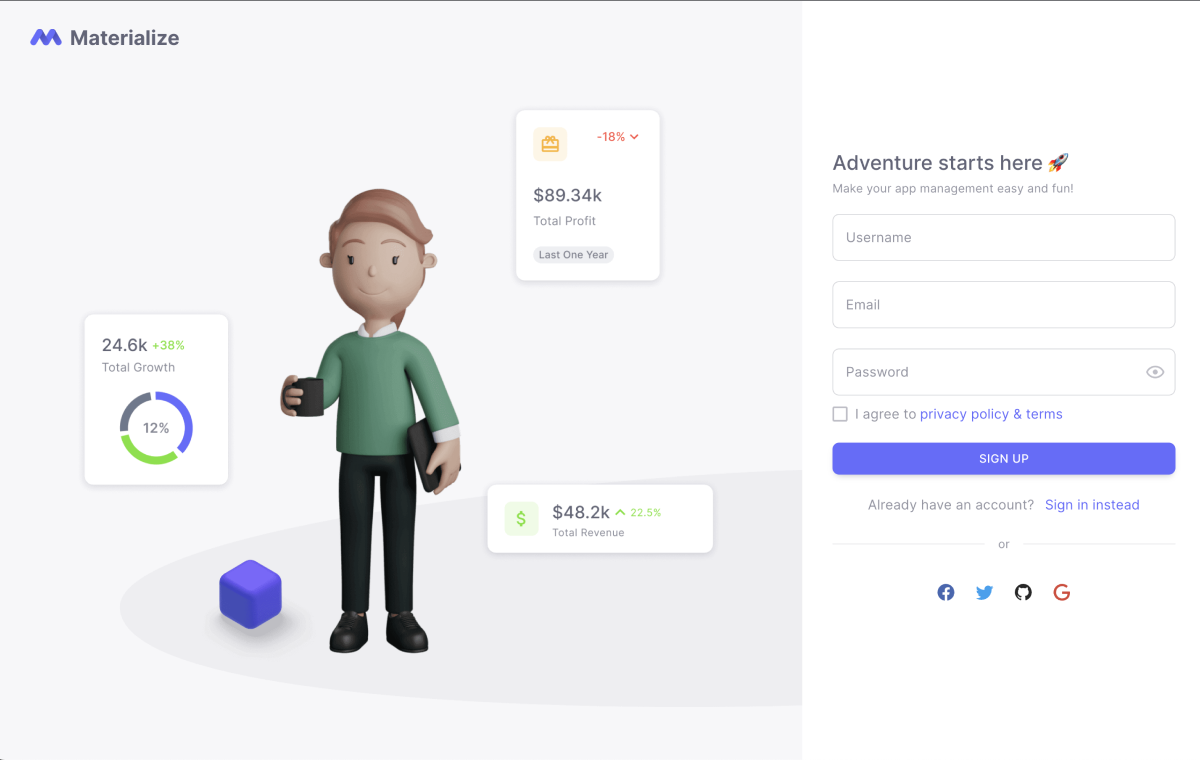 Materialize
-18%
$89.34k
Total Profit
Last One Year
24.6k +38%
Total Growth
12%
$
$48.2k 22.5%
Total Revenue
Adventure starts here 🚀
Make your app management easy and fun!
Username
Email
Password
I agree to privacy policy & terms
SIGN UP
Already have an account? Sign in instead
or